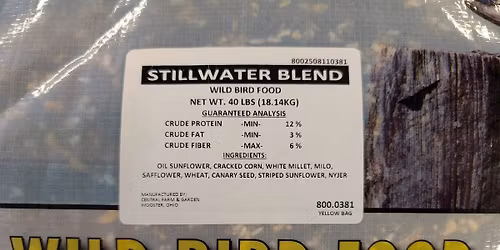 8002508110381
STILLWATER BLEND
WILD BIRD FOOD
NET WT. 40 LBS (18.14KG)
GUARANTEED ANALYSIS
CRUDE PROTEIN -MIN- 12 %
CRUDE FAT -MIN- 3 %
CRUDE FIBER -MAX- 6 %
INGREDIENTS:
OIL SUNFLOWER, CRACKED CORN, WHITE MILLET, MILO,
SAFFLOWER, WHEAT, CANARY SEED, STRIPED SUNFLOWER, NYJER
MANUFACTURED BY:
CENTRAL FARM & GARDEN
WOOSTER, OHIO
800.0381
YELLOW BAG
WILD BIRD FOOD